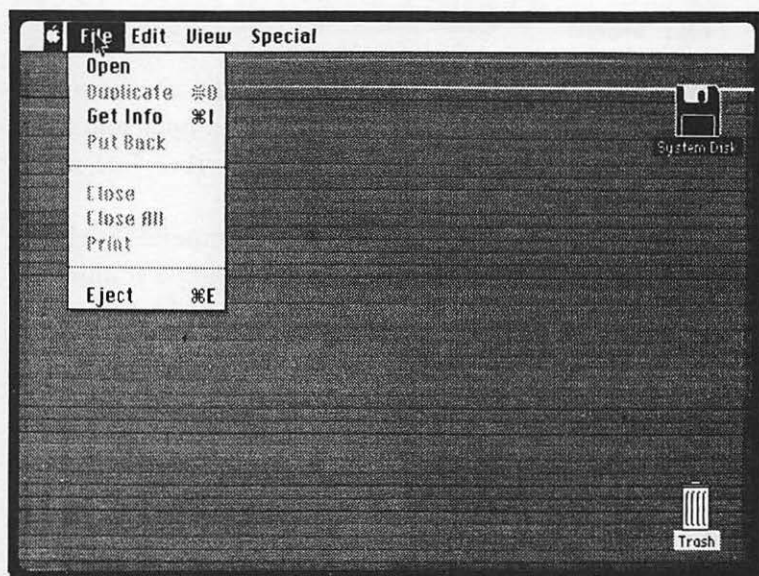 File Edit View Special
Open
Duplicate ⌘D
Get Info ⌘I
Put Back
Close
Close All
Print
Eject ⌘E
System Disk
Trash